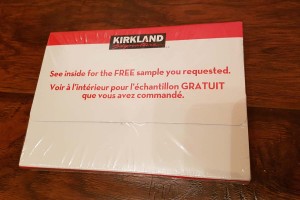 KIRKLAND
See inside for the FREE sample you requested.
Voir à l'intérieur pour l'échantillon GRATUIT
que vous avez commandé.